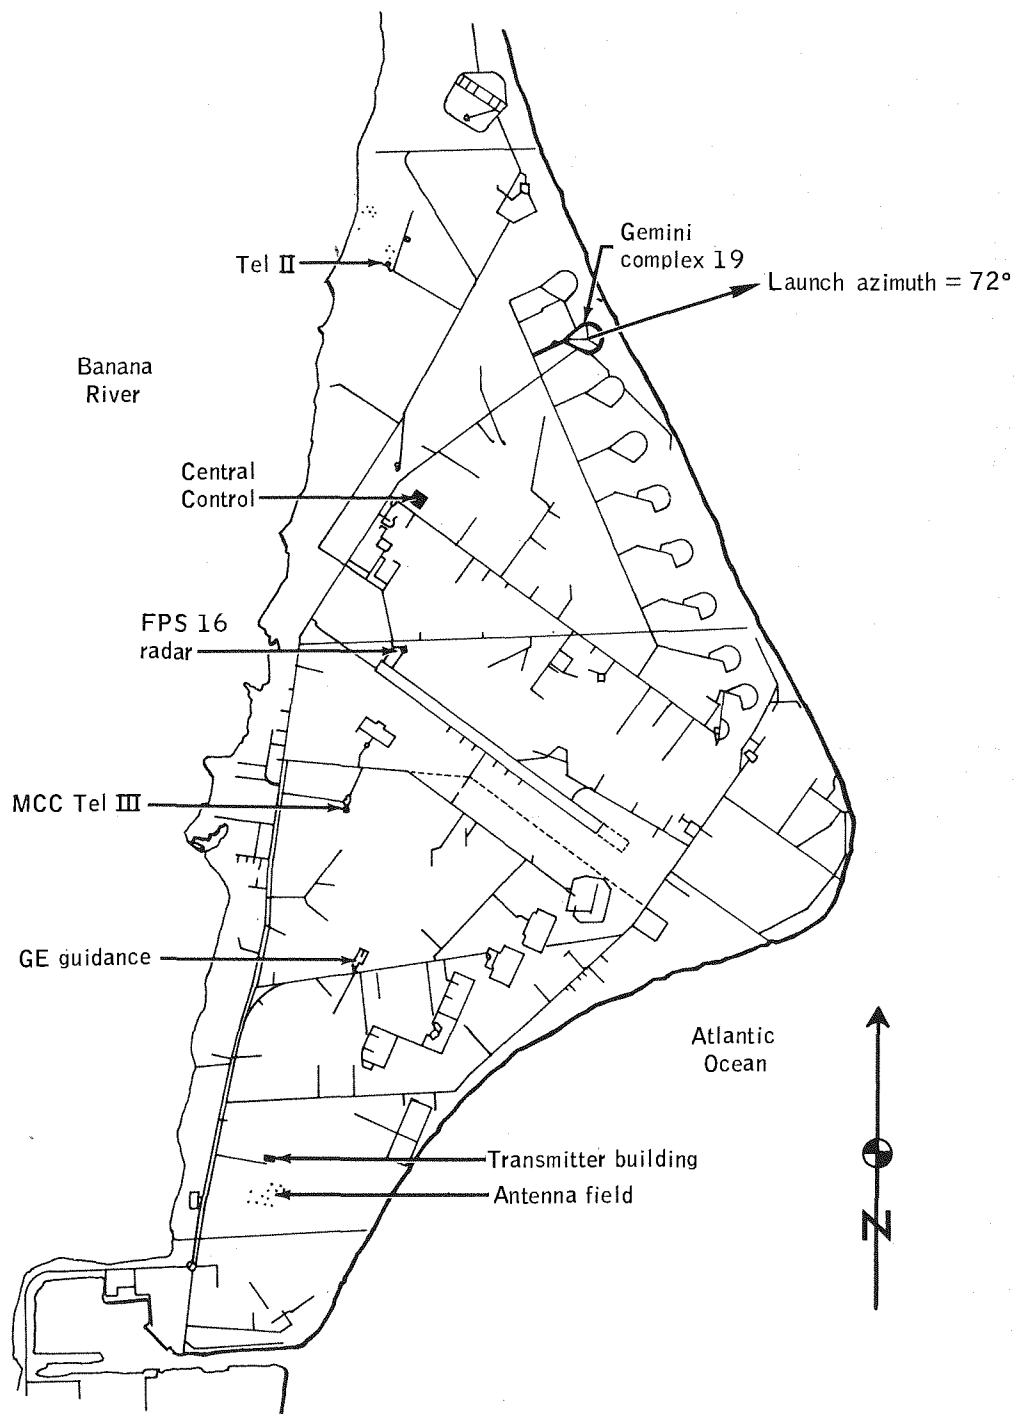 Gemini
complex 19
Tel II
Launch azimuth = 72°
Banana
River
Central
Control
FPS 16
radar
MCC Tel III
GE guidance
Atlantic
Ocean
Transmitter building
Antenna field
N